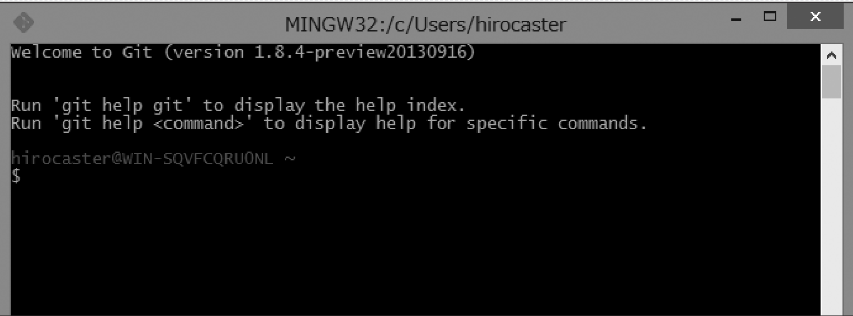 MINGW32:/c/Users/hirocaster
Welcome to Git (version 1.8.4-preview20130916)
Run 'git help git' to display the help index.
Run 'git help <command>' to display help for specific commands.
hirocaster@WIN-SQVFCQRU0NL ~
$